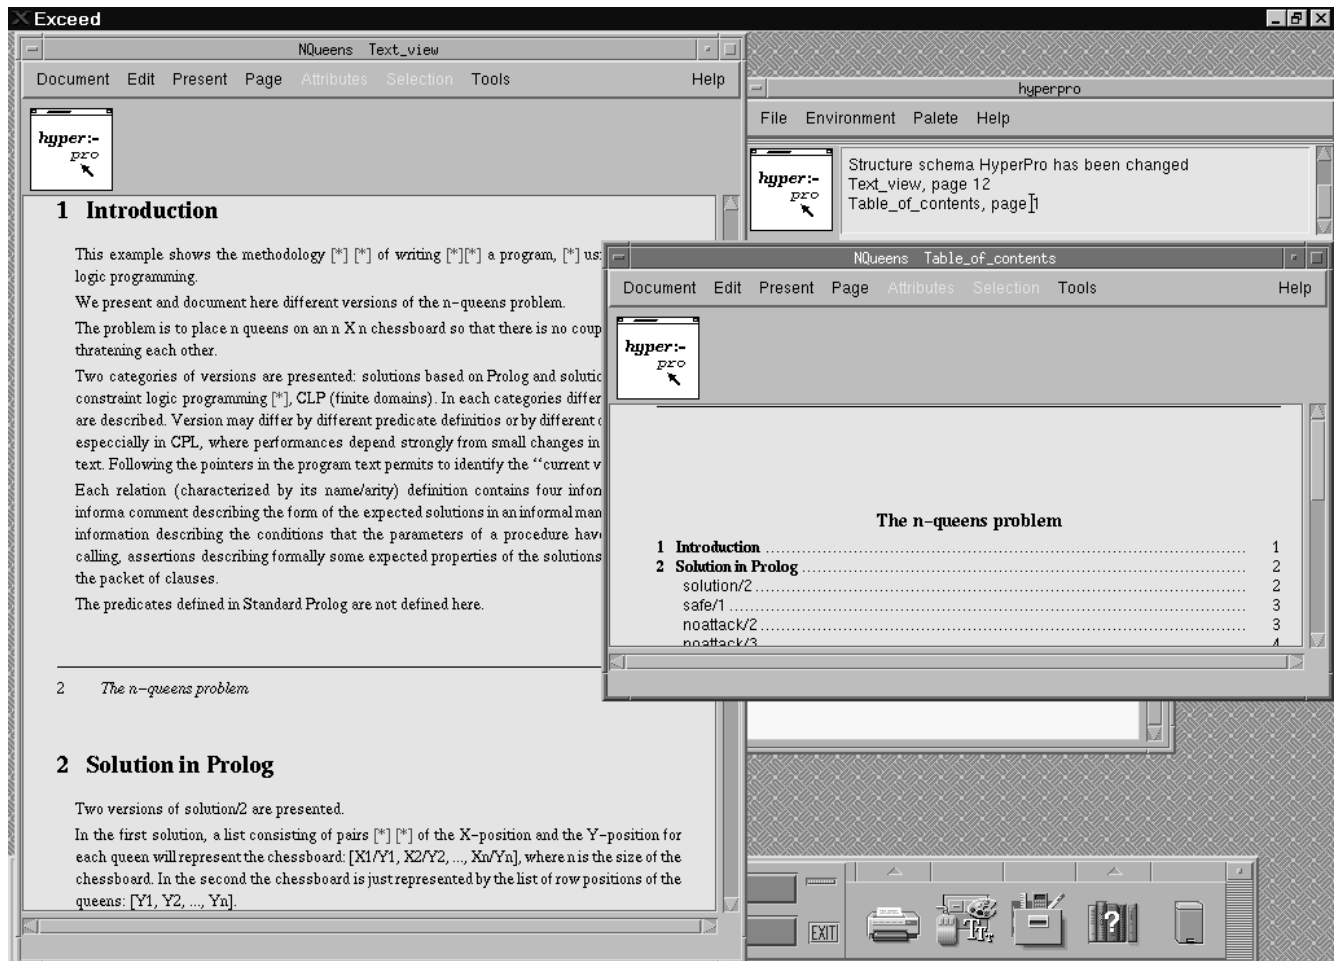 Exceed
NQueens Text_view
Document Edit Present Page Attributes Selection Tools Help
hyper:-
pro
1 Introduction
This example shows the methodology [*] [*] of writing [*][*] a program, [*] us
logic programming.
We present and document here different versions of the n-queens problem.
The problem is to place n queens on an n X n chessboard so that there is no coup
thratening each other.
Two categories of versions are presented: solutions based on Prolog and solutic
constraint logic programming [*], CLP (finite domains). In each categories differ
are described. Version may differ by different predicate definitios or by different
especcially in CPL, where performances depend strongly from small changes in
text. Following the pointers in the program text permits to identify the ‘‘current v
Each relation (characterized by its name/arity) definition contains four infor
informa comment describing the form of the expected solutions in an informal man
information describing the conditions that the parameters of a procedure hav
calling, assertions describing formally some expected properties of the solutions
the packet of clauses.
The predicates defined in Standard Prolog are not defined here.
2 The n-queens problem
2 Solution in Prolog
Two versions of solution/2 are presented.
In the first solution, a list consisting of pairs [*] [*] of the X-position and the Y-position for
each queen will represent the chessboard: [X1/Y1, X2/Y2, ..., Xn/Yn], where n is the size of the
chessboard. In the second the chessboard is just represented by the list of row positions of the
queens: [Y1, Y2, ..., Yn].
hyperpro
File Environment Palete Help
hyper:-
pro
Structure schema HyperPro has been changed
Text_view, page 12
Table_of_contents, page 1
NQueens Table_of_contents
Document Edit Present Page Attributes Selection Tools Help
hyper:-
pro
The n-queens problem
1 Introduction 1
2 Solution in Prolog 2
solution/2 2
safe/1 3
noattack/2 3
noattack/3 4
EXIT